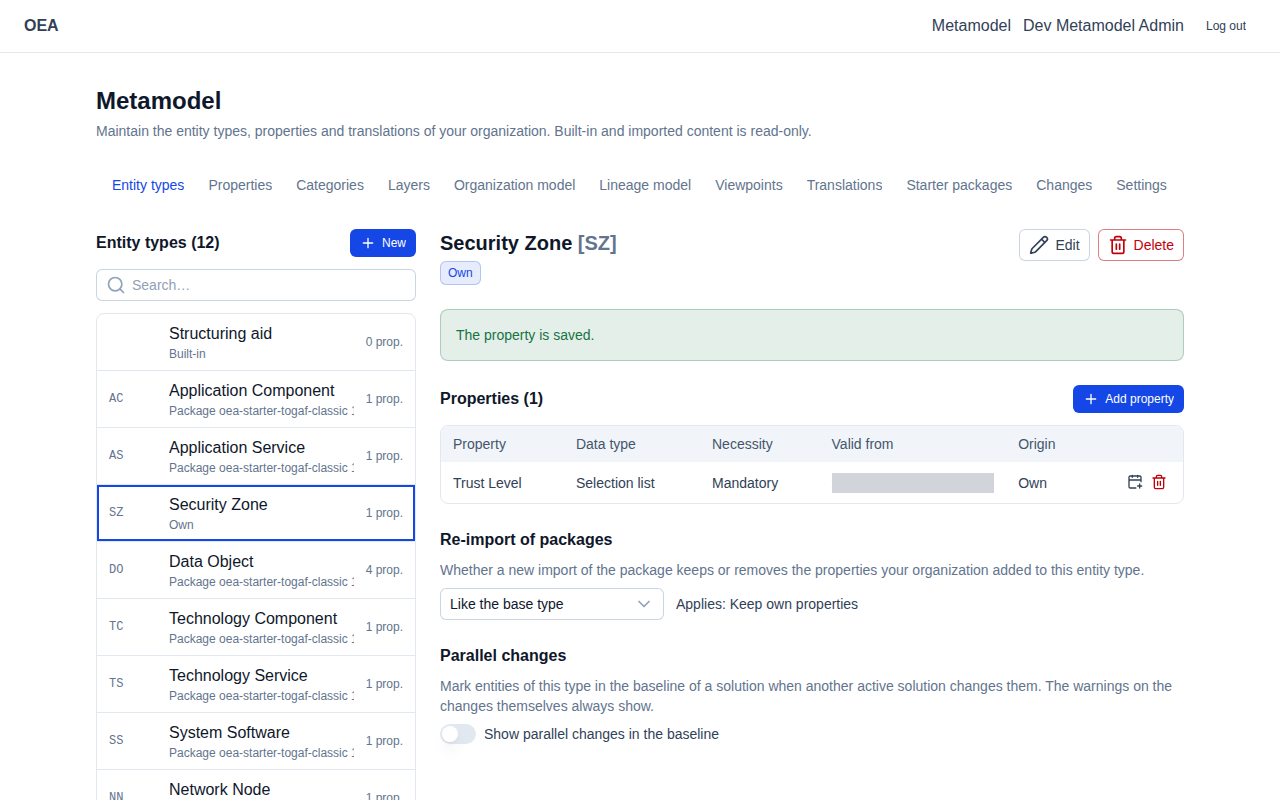 OEA
Metamodel Dev Metamodel Admin Log out
Metamodel
Maintain the entity types, properties and translations of your organization. Built-in and imported content is read-only.
Entity types Properties Categories Layers Organization model Lineage model Viewpoints Translations Starter packages Changes Settings
Entity types (12)
New
Search…
Structuring aid
Built-in
0 prop.
AC
Application Component
Package oea-starter-togaf-classic 1
1 prop.
AS
Application Service
Package oea-starter-togaf-classic 1
1 prop.
SZ
Security Zone
Own
1 prop.
DO
Data Object
Package oea-starter-togaf-classic 1
4 prop.
TC
Technology Component
Package oea-starter-togaf-classic 1
1 prop.
TS
Technology Service
Package oea-starter-togaf-classic 1
1 prop.
SS
System Software
Package oea-starter-togaf-classic 1
1 prop.
NN
Network Node
1 prop.
Security Zone [SZ]
Own
Edit
Delete
The property is saved.
Properties (1)
Add property
Property Data type Necessity Valid from Origin
Trust Level Selection list Mandatory Own
Re-import of packages
Whether a new import of the package keeps or removes the properties your organization added to this entity type.
Like the base type
Applies: Keep own properties
Parallel changes
Mark entities of this type in the baseline of a solution when another active solution changes them. The warnings on the
changes themselves always show.
Show parallel changes in the baseline